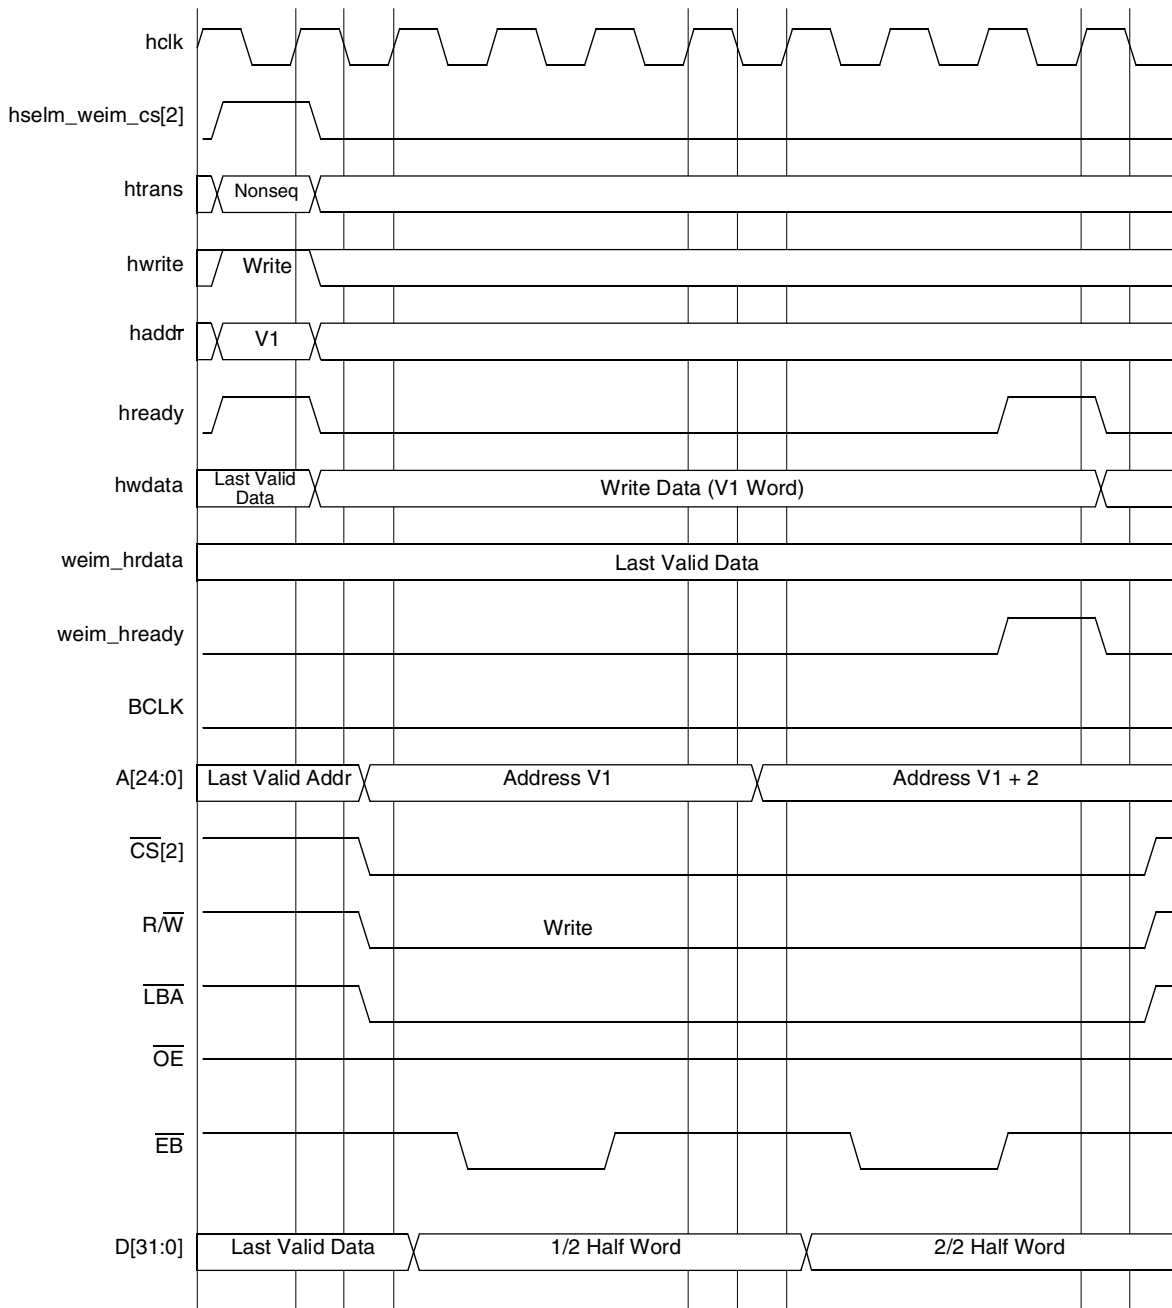 hclk
hselm_weim_cs[2]
htrans
Nonseq
hwrite
Write
haddr
V1
hready
hwdata
Last Valid
Data
Write Data (V1 Word)
weim_hrdata
Last Valid Data
weim_hready
BCLK
A[24:0]
Last Valid Addr
Address V1
Address V1 + 2
CS[2]
R/W
Write
LBA
OE
EB
D[31:0]
Last Valid Data
1/2 Half Word
2/2 Half Word